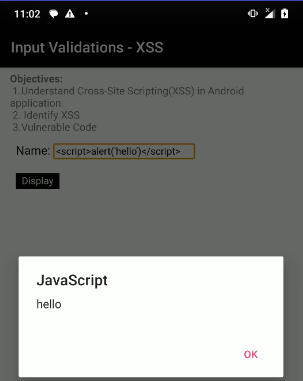 11:02
Input Validations - XSS
Objectives:
1.Understand Cross-Site Scripting(XSS) in Android
application
2. Identify XSS
3.Vulnerable Code
Name: <script>alert('hello')</script>
Display
JavaScript
hello
OK